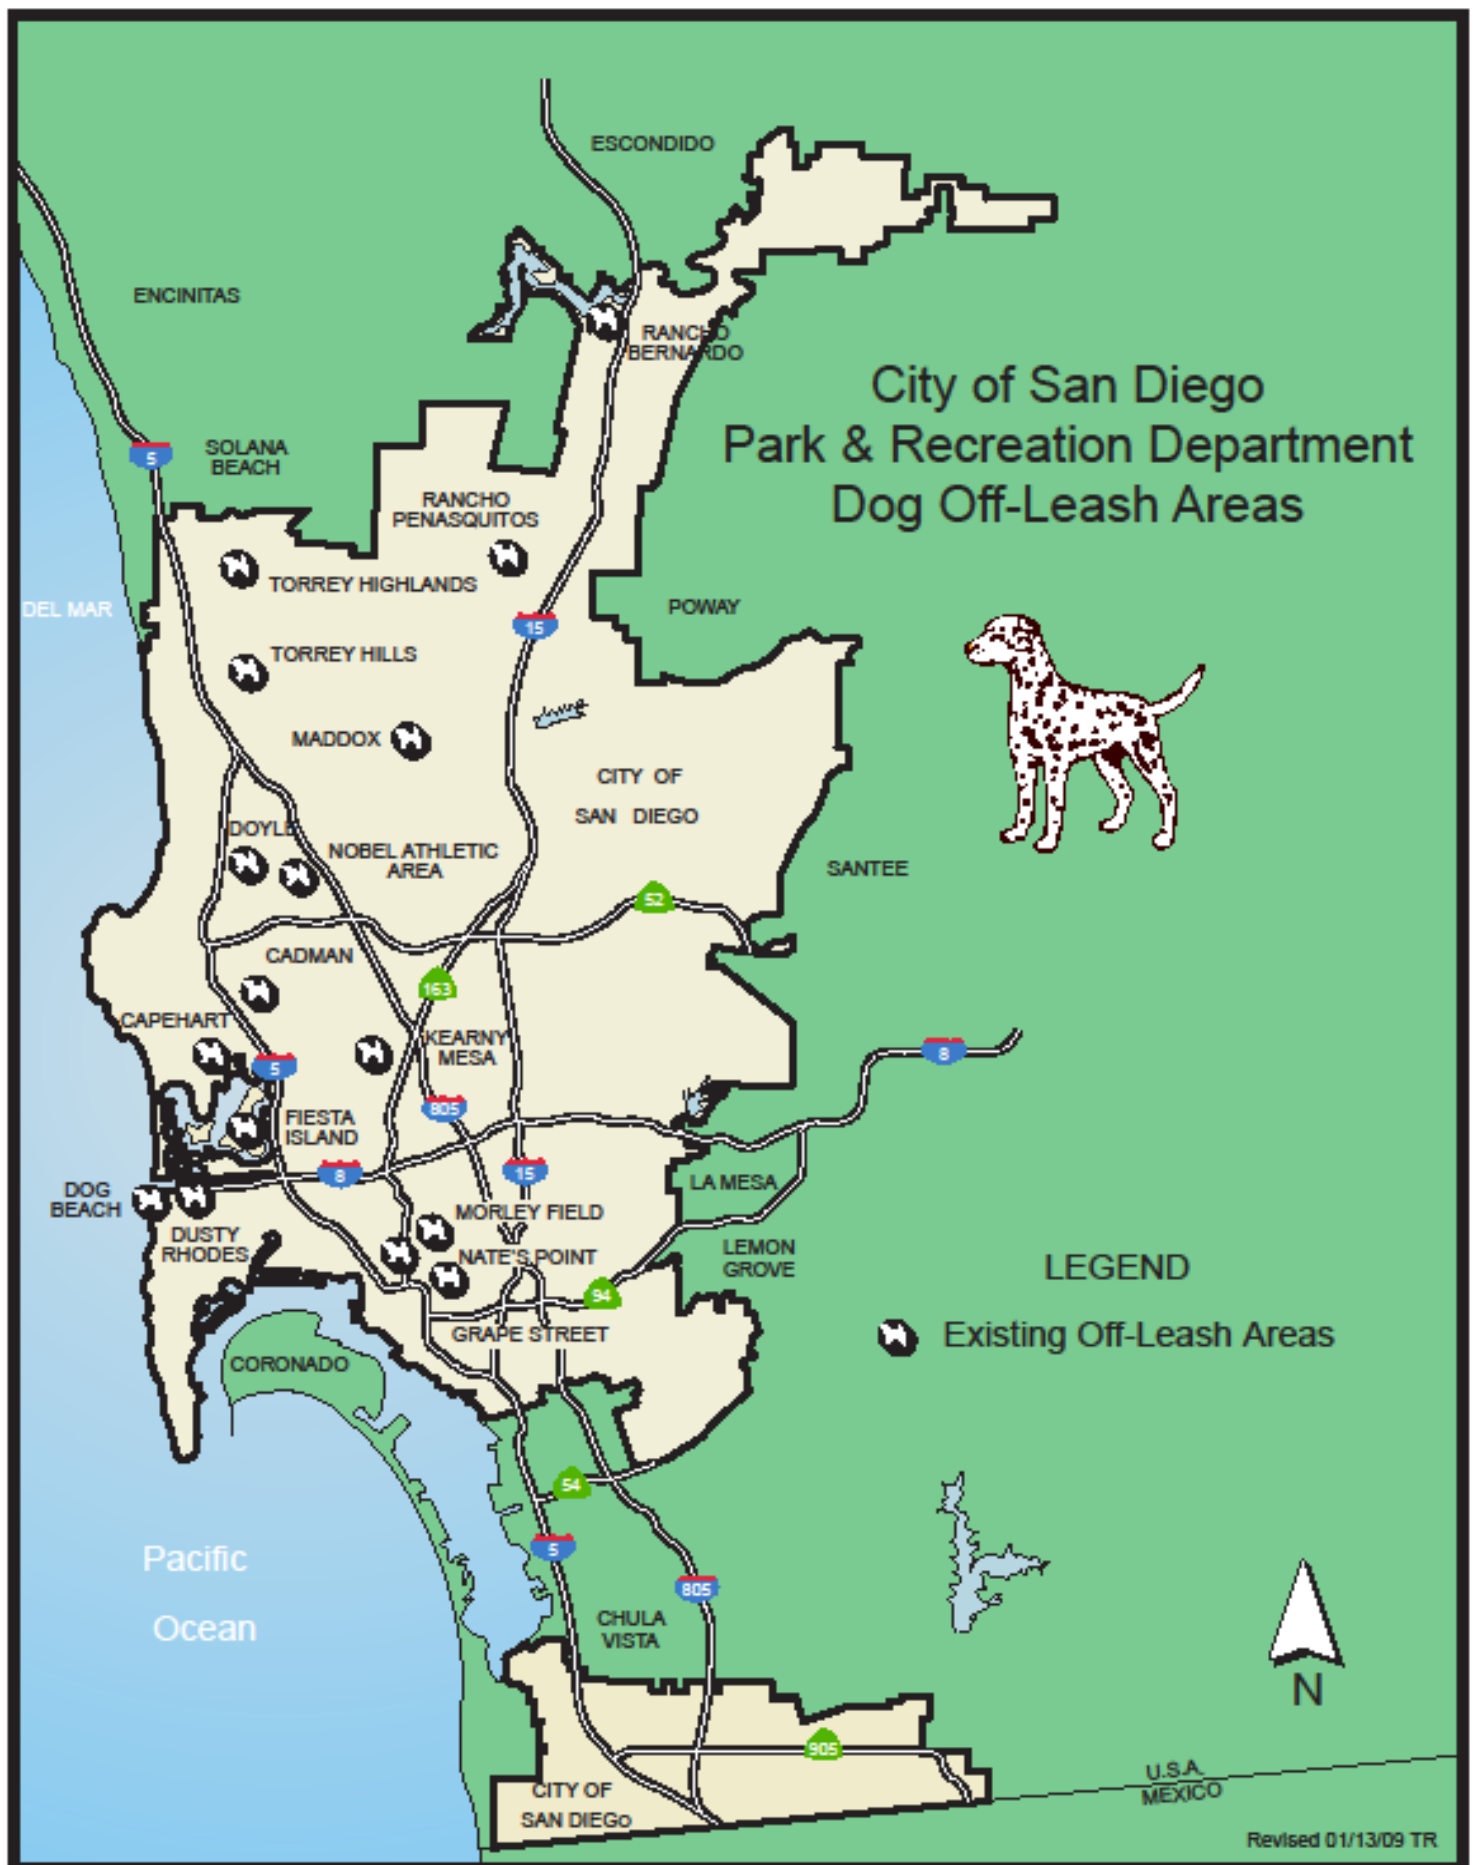 ESCONDIDO
ENCINITAS
RANCHO
BERNARDO
City of San Diego
Park & Recreation Department
Dog Off-Leash Areas
5
SOLANA
BEACH
RANCHO
PENASQUITOS
TORREY HIGHLANDS
DEL MAR
POWAY
15
TORREY HILLS
MADDOX
CITY OF
SAN DIEGO
DOYLE
NOBEL ATHLETIC
AREA
SANTEE
52
CADMAN
163
CAPEHART
KEARNY
MESA
8
5
805
FIESTA
ISLAND
8
15
LA MESA
DOG
BEACH
MORLEY FIELD
DUSTY
RHODES
NATE'S POINT
LEMON
GROVE
LEGEND
94
Existing Off-Leash Areas
GRAPE STREET
CORONADO
54
5
Pacific
Ocean
805
CHULA
VISTA
N
905
CITY OF
SAN DIEGO
U.S.A.
MEXICO
Revised 01/13/09 TR